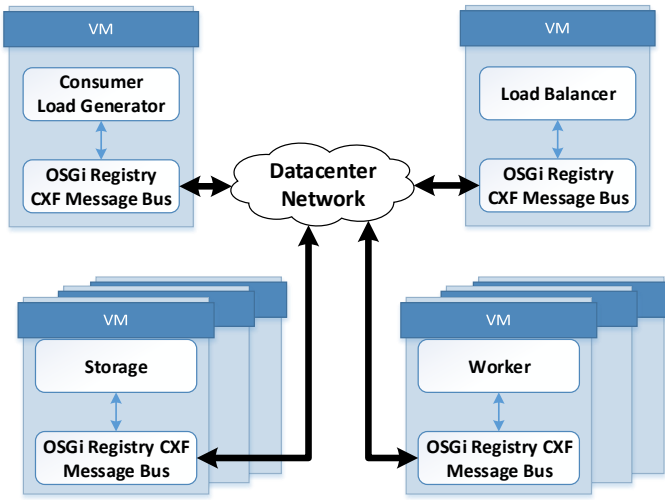 VM
Consumer
Load Generator
OSGi Registry
CXF Message Bus
VM
Load Balancer
OSGi Registry
CXF Message Bus
Datacenter
Network
VM
Storage
OSGi Registry CXF
Message Bus
VM
Worker
OSGi Registry CXF
Message Bus